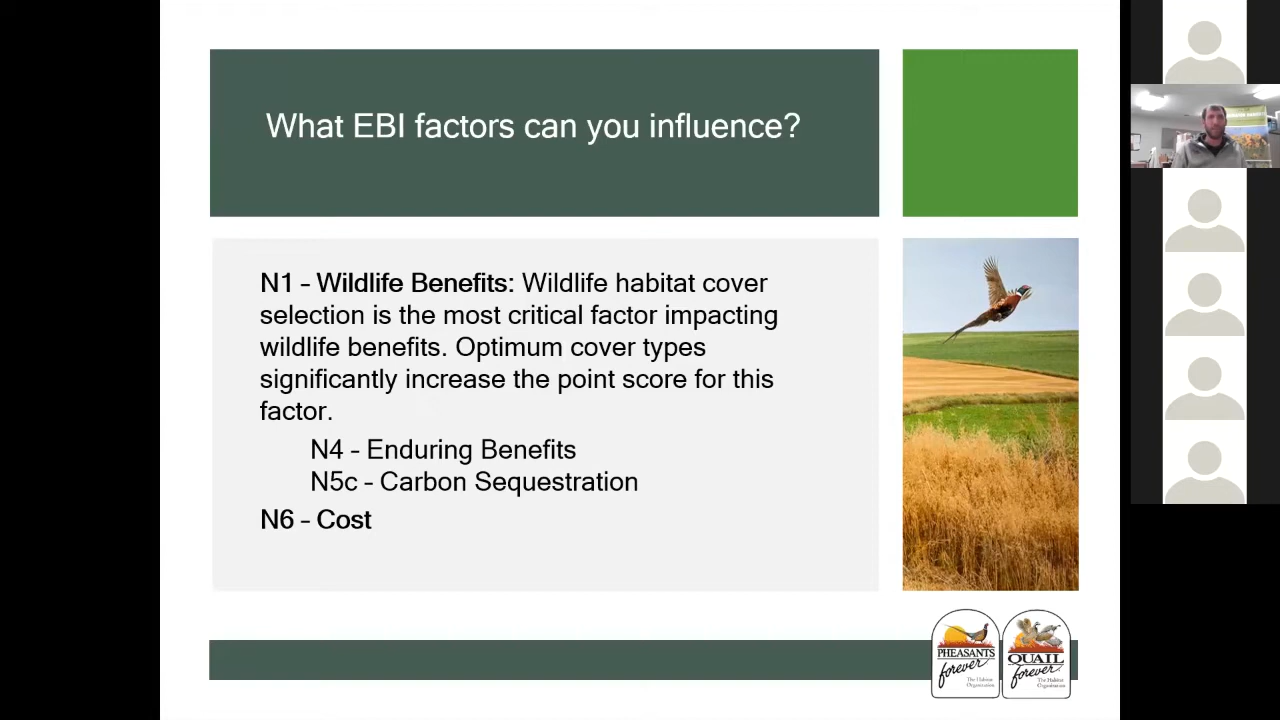 What EBI factors can you influence?
N1 – Wildlife Benefits: Wildlife habitat cover
selection is the most critical factor impacting
wildlife benefits. Optimum cover types
significantly increase the point score for this
factor.
N4 – Enduring Benefits
N5c – Carbon Sequestration
N6 – Cost
PHEASANTS
forever
The Habitat
Organization
QUAIL
forever
The Habitat
Organization